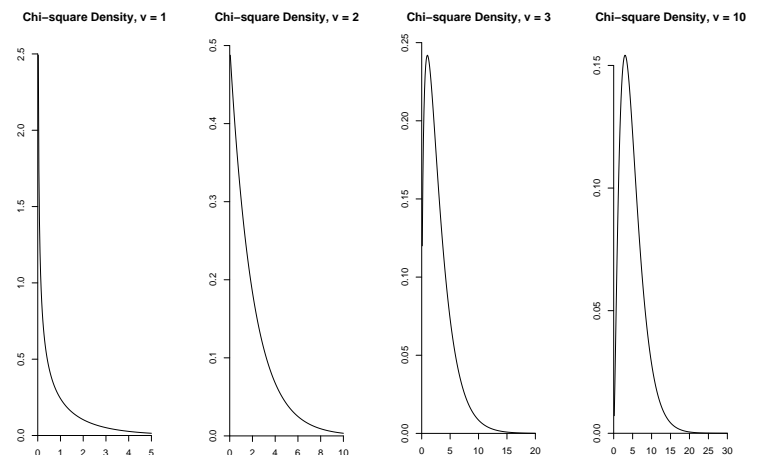 Chi−square Density, v = 1
2.5
2.0
1.5
1.0
0.5
0.0
0 1 2 3 4 5
Chi−square Density, v = 2
0.5
0.4
0.3
0.2
0.1
0.0
0 2 4 6 8 10
Chi−square Density, v = 3
0.25
0.20
0.15
0.10
0.05
0.00
0 5 10 15 20
Chi−square Density, v = 10
0.15
0.10
0.05
0.00
0 5 10 15 20 25 30